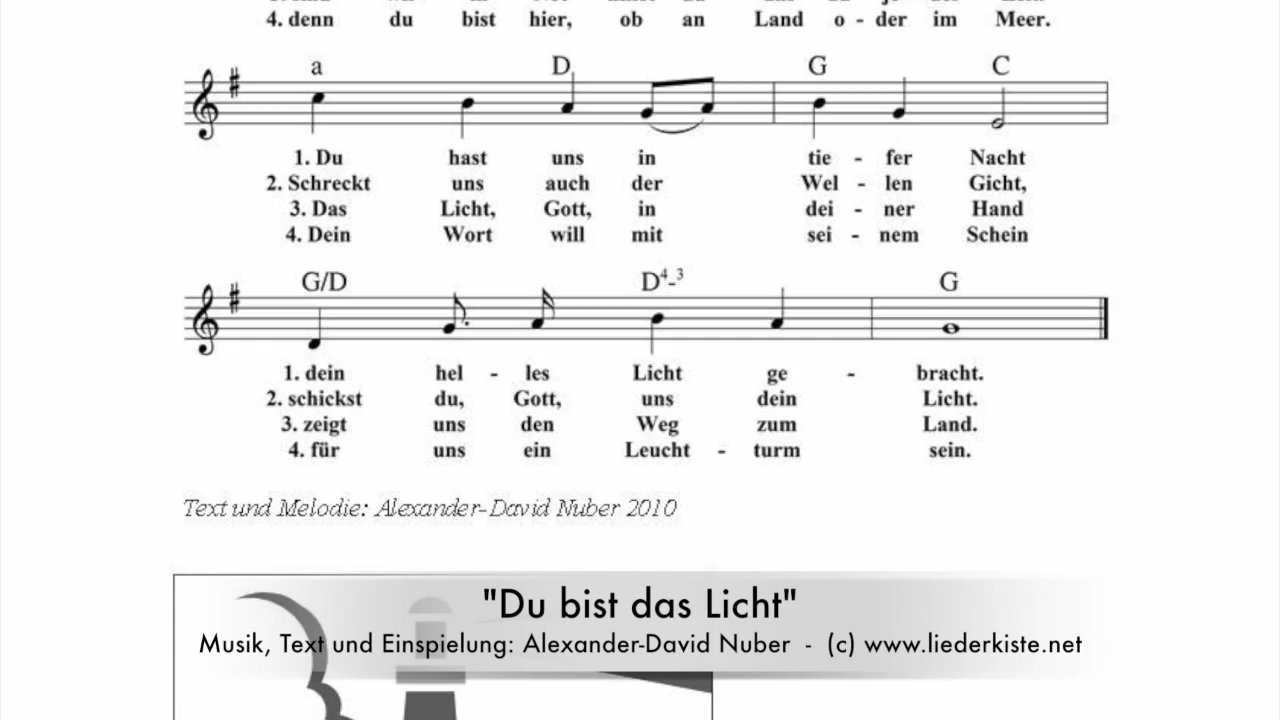 4. denn du bist hier, ob an Land o - der im Meer.
a D G C
1. Du hast uns in tie - fer Nacht
2. Schreckt uns auch der Wel - len Gicht,
3. Das Licht, Gott, in dei - ner Hand
4. Dein Wort will mit sei - nem Schein
G/D D4-3 G
1. dein hel - les Licht ge - bracht.
2. schickst du, Gott, uns dein Licht.
3. zeigt uns den Weg zum Land.
4. für uns ein Leucht - turm sein.
Text und Melodie: Alexander-David Nuber 2010
"Du bist das Licht"
Musik, Text und Einspielung: Alexander-David Nuber - (c) www.liederkiste.net